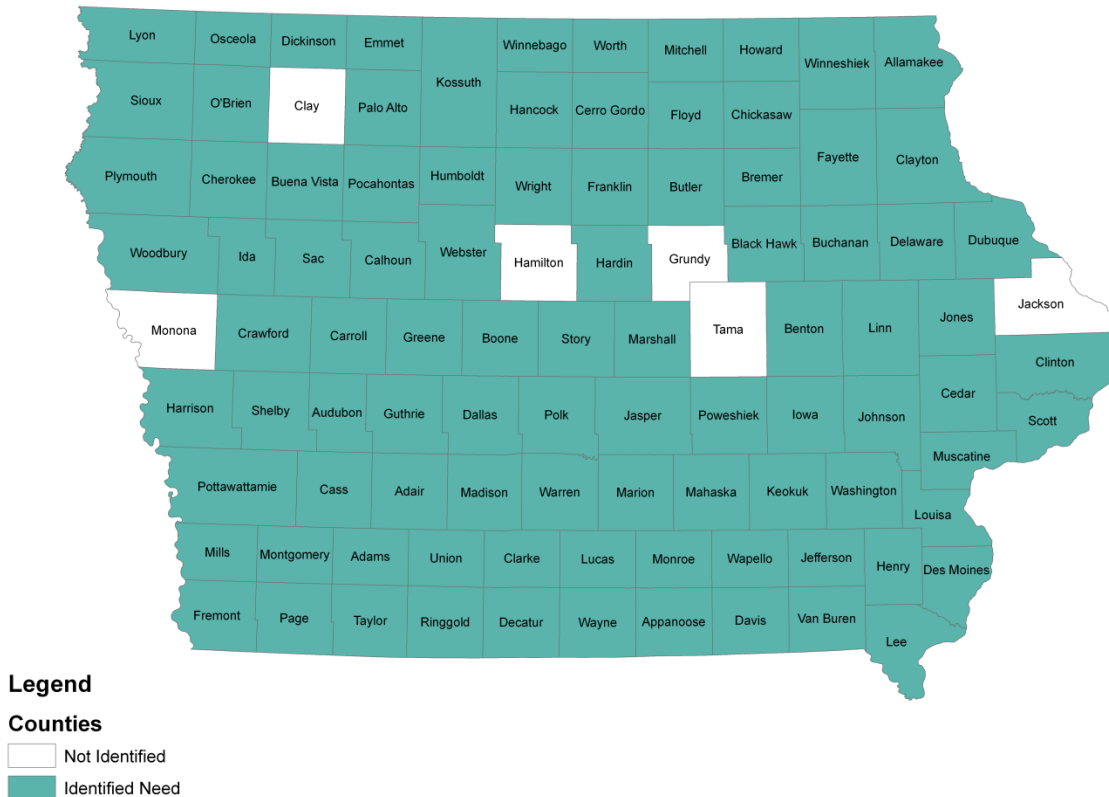 Lyon
Osceola
Dickinson
Emmet
Winnebago
Worth
Mitchell
Howard
Winneshiek
Allamakee
Kossuth
Sioux
O'Brien
Clay
Palo Alto
Hancock
Cerro Gordo
Floyd
Chickasaw
Fayette
Clayton
Plymouth
Cherokee
Buena Vista
Pocahontas
Humboldt
Wright
Franklin
Butler
Bremer
Woodbury
Ida
Sac
Calhoun
Webster
Hamilton
Hardin
Grundy
Black Hawk
Buchanan
Delaware
Dubuque
Monona
Crawford
Carroll
Greene
Boone
Story
Marshall
Tama
Benton
Linn
Jones
Jackson
Clinton
Harrison
Shelby
Audubon
Guthrie
Dallas
Polk
Jasper
Poweshiek
Iowa
Johnson
Cedar
Scott
Muscatine
Pottawattamie
Cass
Adair
Madison
Warren
Marion
Mahaska
Keokuk
Washington
Louisa
Mills
Montgomery
Adams
Union
Clarke
Lucas
Monroe
Wapello
Jefferson
Henry
Des Moines
Fremont
Page
Taylor
Ringgold
Decatur
Wayne
Appanoose
Davis
Van Buren
Lee
Legend
Counties
Not Identified
Identified Need